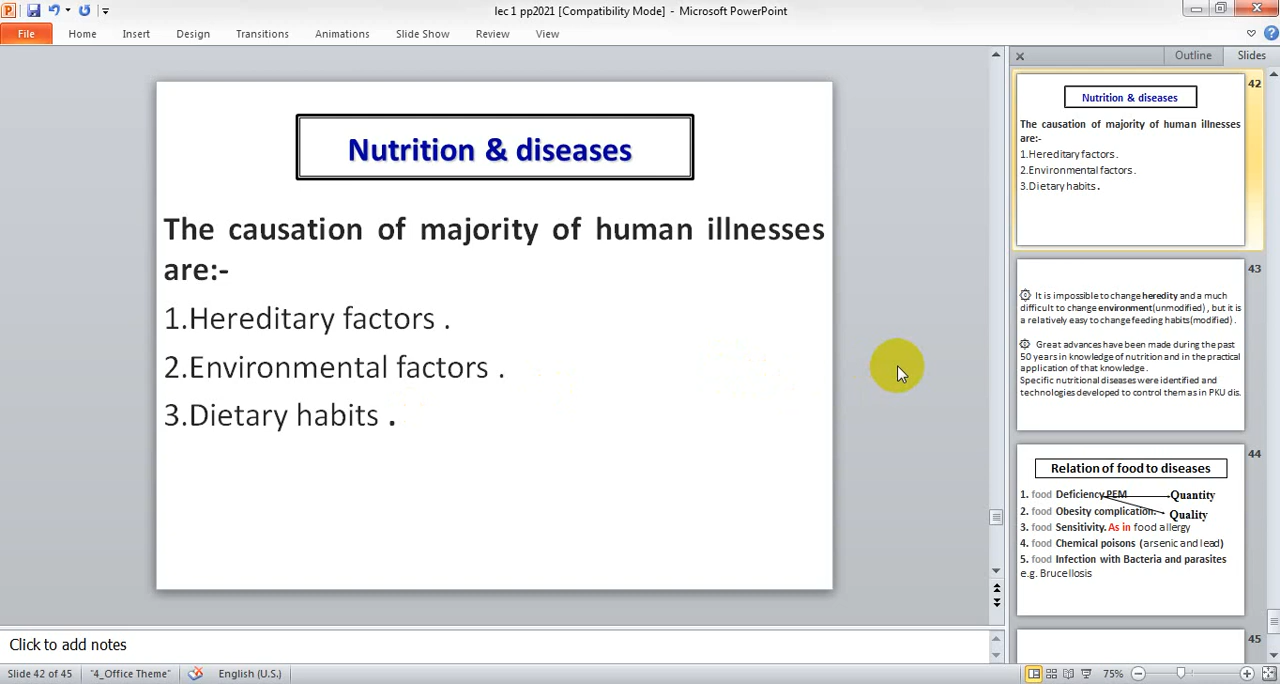 lec 1 pp2021 [Compatibility Mode] - Microsoft PowerPoint
File Home Insert Design Transitions Animations Slide Show Review View
Nutrition & diseases
The causation of majority of human illnesses
are:-
1.Hereditary factors .
2.Environmental factors .
3.Dietary habits .
Outline Slides
42
Nutrition & diseases
The causation of majority of human illnesses
are:-
1.Hereditary factors .
2.Environmental factors .
3.Dietary habits .
43
It is impossible to change heredity and a much
difficult to change environment(unmodified) , but it is
a relatively easy to change feeding habits(modified) .
Great advances have been made during the past
50 years in knowledge of nutrition and in the practical
application of that knowledge .
Specific nutritional diseases were identified and
technologies developed to control them as in PKU dis.
44
Relation of food to diseases
1. food Deficiency PEM Quantity
2. food Obesity complication. Quality
3. food Sensitivity. As in food allergy
4. food Chemical poisons (arsenic and lead)
5. food Infection with Bacteria and parasites
e.g. Brucellosis
45
Click to add notes
Slide 42 of 45 "4_Office Theme" English (U.S.) 75%